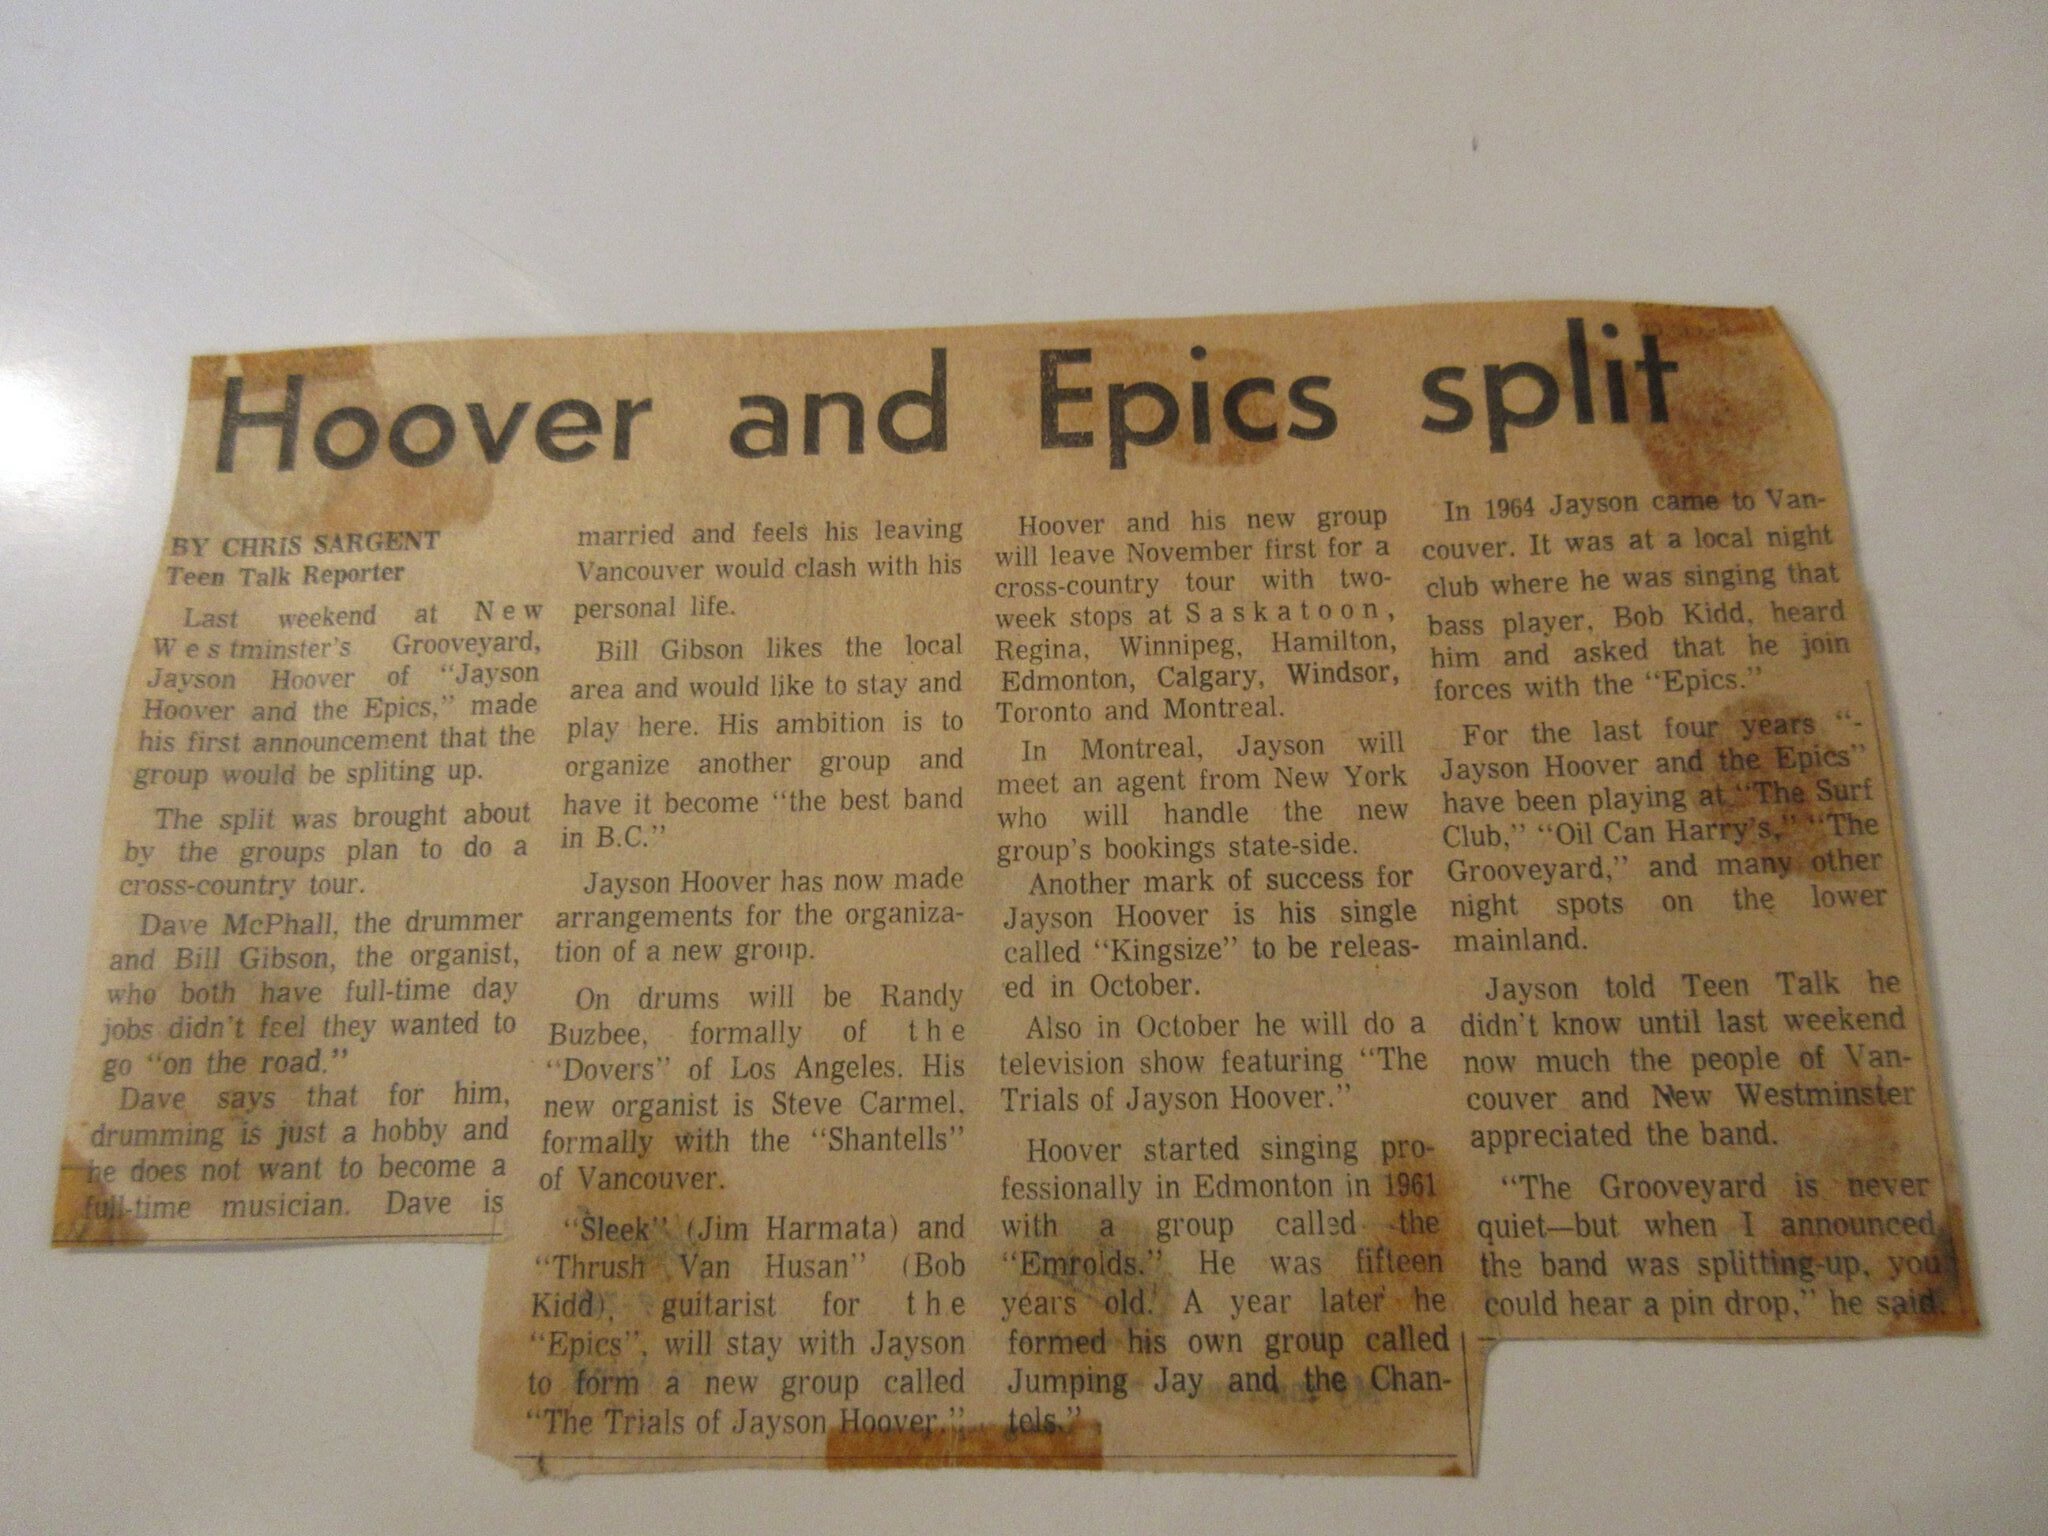 Hoover and Epics split
BY CHRIS SARGENT
Teen Talk Reporter
Last weekend at New
Westminster's Grooveyard,
Jayson Hoover of "Jayson
Hoover and the Epics," made
his first announcement that the
group would be spliting up.
The split was brought about
by the groups plan to do a
cross-country tour.
Dave McPhall, the drummer
and Bill Gibson, the organist,
who both have full-time day
jobs didn't feel they wanted to
go "on the road."
Dave says that for him,
drumming is just a hobby and
he does not want to become a
full-time musician. Dave is
married and feels his leaving
Vancouver would clash with his
personal life.
Bill Gibson likes the local
area and would like to stay and
play here. His ambition is to
organize another group and
have it become "the best band
in B.C."
Jayson Hoover has now made
arrangements for the organiza-
tion of a new group.
On drums will be Randy
Buzbee, formally of the
"Dovers" of Los Angeles. His
new organist is Steve Carmel,
formally with the "Shantells"
of Vancouver.
"Sleek" (Jim Harmata) and
"Thrush Van Husan" (Bob
Kidd), guitarist for the
"Epics", will stay with Jayson
to form a new group called
"The Trials of Jayson Hoover."
Hoover and his new group
will leave November first for a
cross-country tour with two-
week stops at Saskatoon,
Regina, Winnipeg, Hamilton,
Edmonton, Calgary, Windsor,
Toronto and Montreal.
In Montreal, Jayson will
meet an agent from New York
who will handle the new
group's bookings state-side.
Another mark of success for
Jayson Hoover is his single
called "Kingsize" to be releas-
ed in October.
Also in October he will do a
television show featuring "The
Trials of Jayson Hoover."
Hoover started singing pro-
fessionally in Edmonton in 1961
with a group called the
"Emrolds." He was fifteen
years old. A year later he
formed his own group called
Jumping Jay and the Chan-
tels."
In 1964 Jayson came to Van-
couver. It was at a local night
club where he was singing that
bass player, Bob Kidd, heard
him and asked that he join
forces with the "Epics."
For the last four years "-
Jayson Hoover and the Epics"
have been playing at "The Surf
Club," "Oil Can Harry's," "The
Grooveyard," and many other
night spots on the lower
mainland.
Jayson told Teen Talk he
didn't know until last weekend
now much the people of Van-
couver and New Westminster
appreciated the band.
"The Grooveyard is never
quiet—but when I announced
the band was splitting-up, you
could hear a pin drop," he said.